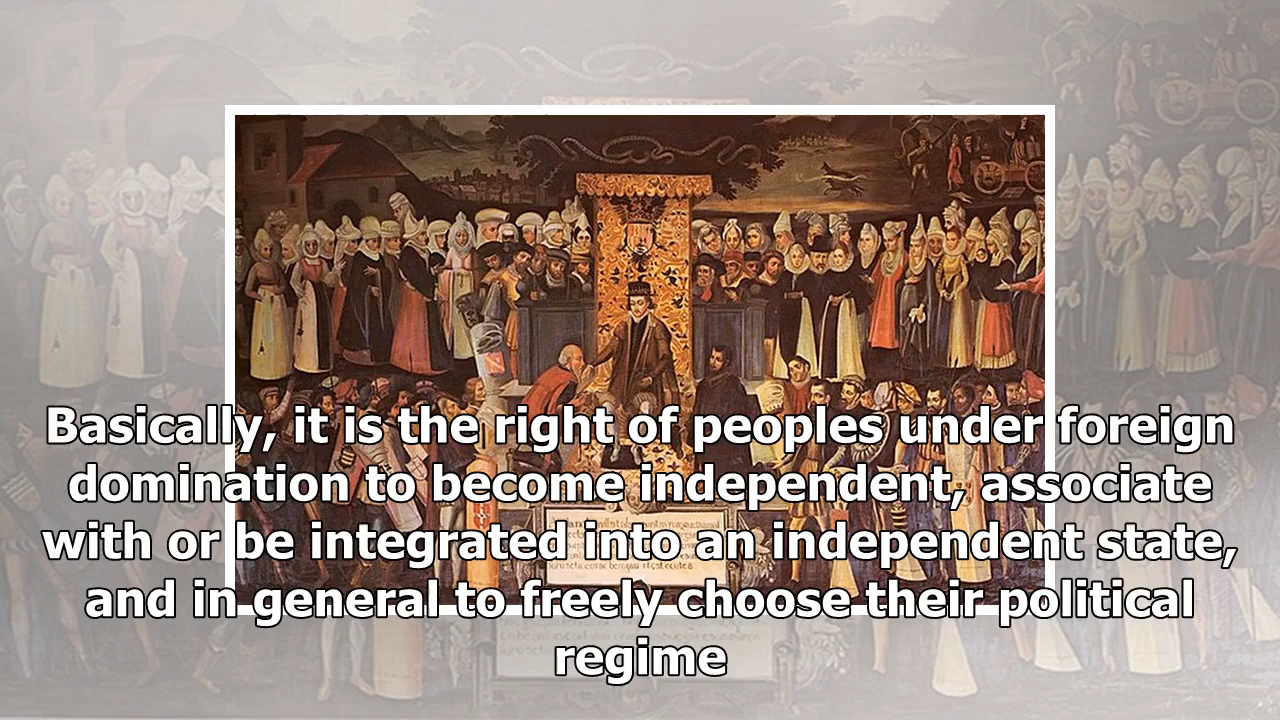 Basically, it is the right of peoples under foreign
domination to become independent, associate
with or be integrated into an independent state,
and in general to freely choose their political
regime